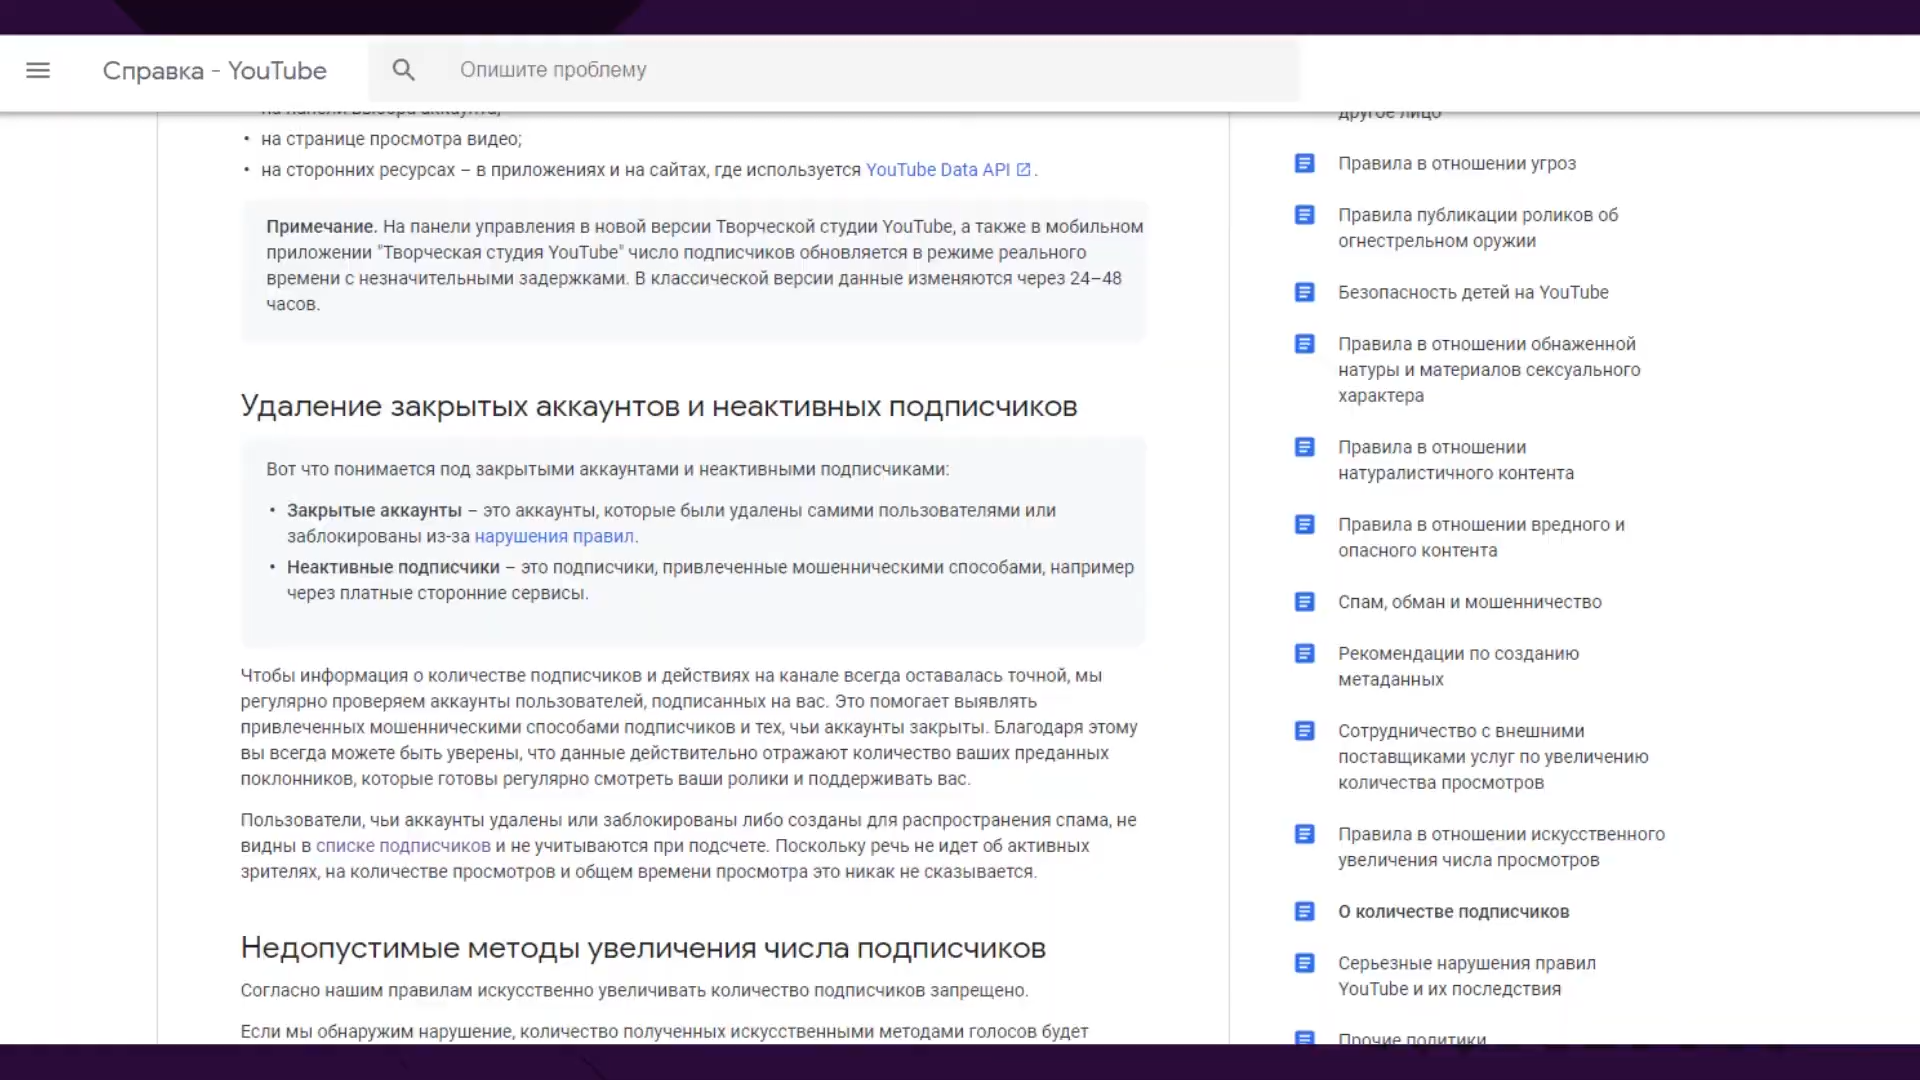 Справка - YouTube
Опишите проблему
на панели выбора аккаунта;
• на странице просмотра видео;
• на сторонних ресурсах – в приложениях и на сайтах, где используется YouTube Data API.
Примечание. На панели управления в новой версии Творческой студии YouTube, а также в мобильном
приложении "Творческая студия YouTube" число подписчиков обновляется в режиме реального
времени с незначительными задержками. В классической версии данные изменяются через 24–48
часов.
Удаление закрытых аккаунтов и неактивных подписчиков
Вот что понимается под закрытыми аккаунтами и неактивными подписчиками:
• Закрытые аккаунты – это аккаунты, которые были удалены самими пользователями или
заблокированы из-за нарушения правил.
• Неактивные подписчики – это подписчики, привлеченные мошенническими способами, например
через платные сторонние сервисы.
Чтобы информация о количестве подписчиков и действиях на канале всегда оставалась точной, мы
регулярно проверяем аккаунты пользователей, подписанных на вас. Это помогает выявлять
привлеченных мошенническими способами подписчиков и тех, чьи аккаунты закрыты. Благодаря этому
вы всегда можете быть уверены, что данные действительно отражают количество ваших преданных
поклонников, которые готовы регулярно смотреть ваши ролики и поддерживать вас.
Пользователи, чьи аккаунты удалены или заблокированы либо созданы для распространения спама, не
видны в списке подписчиков и не учитываются при подсчете. Поскольку речь не идет об активных
зрителях, на количестве просмотров и общем времени просмотра это никак не сказывается.
Недопустимые методы увеличения числа подписчиков
Согласно нашим правилам искусственно увеличивать количество подписчиков запрещено.
Если мы обнаружим нарушение, количество полученных искусственными методами голосов будет
другое лицо
Правила в отношении угроз
Правила публикации роликов об
огнестрельном оружии
Безопасность детей на YouTube
Правила в отношении обнаженной
натуры и материалов сексуального
характера
Правила в отношении
натуралистичного контента
Правила в отношении вредного и
опасного контента
Спам, обман и мошенничество
Рекомендации по созданию
метаданных
Сотрудничество с внешними
поставщиками услуг по увеличению
количества просмотров
Правила в отношении искусственного
увеличения числа просмотров
О количестве подписчиков
Серьезные нарушения правил
YouTube и их последствия
Прочие политики